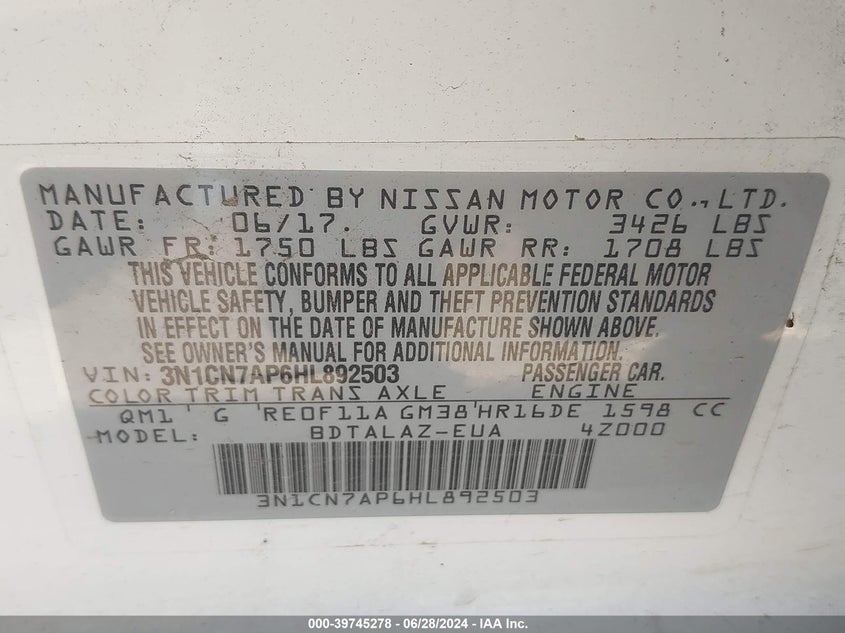 MANUFACTURED BY NISSAN MOTOR CO., LTD.
DATE: 06/17. GVWR: 3426 LBS
GAWR FR: 1750 LBS GAWR RR: 1708 LBS
THIS VEHICLE CONFORMS TO ALL APPLICABLE FEDERAL MOTOR
VEHICLE SAFETY, BUMPER AND THEFT PREVENTION STANDARDS
IN EFFECT ON THE DATE OF MANUFACTURE SHOWN ABOVE.
SEE OWNER'S MANUAL FOR ADDITIONAL INFORMATION.
VIN: 3N1CN7AP6HL892503 PASSENGER CAR.
COLOR TRIM TRANS AXLE ENGINE
QM1 G RE0F11A GM38 HR16DE 1598 CC
MODEL: BDTALAZ-EUA 4Z000
3N1CN7AP6HL892503
000-39745278 - 06/28/2024 - IAA Inc.